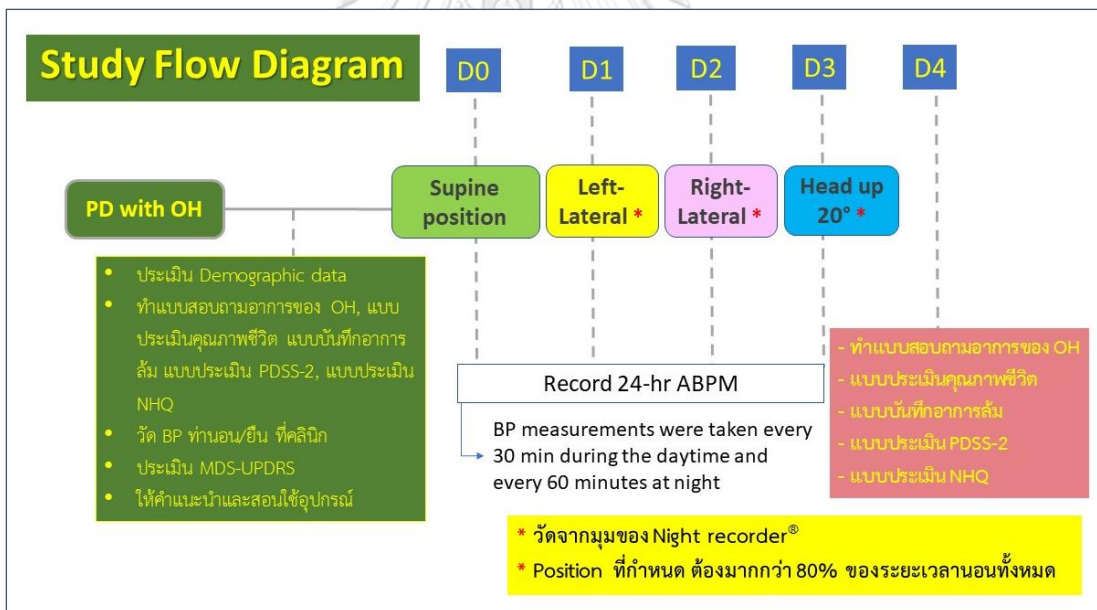 Study Flow Diagram
D0
D1
D2
D3
D4
PD with OH
Supine
position
Left-
Lateral *
Right-
Lateral *
Head up
20° *
• ประเมิน Demographic data
• ทำแบบสอบถามอาการของ OH, แบบ
ประเมินคุณภาพชีวิต แบบบันทึกอาการ
ล้ม แบบประเมิน PDSS-2, แบบประเมิน
NHQ
• วัด BP ท่านอน/ยืน ที่คลินิก
• ประเมิน MDS-UPDRS
• ให้คำแนะนำและสอนใช้อุปกรณ์
Record 24-hr ABPM
BP measurements were taken every
30 min during the daytime and
every 60 minutes at night
- ทำแบบสอบถามอาการของ OH
- แบบประเมินคุณภาพชีวิต
- แบบบันทึกอาการล้ม
- แบบประเมิน PDSS-2
- แบบประเมิน NHQ
* วัดจากมุมของ Night recorder®
* Position ที่กำหนด ต้องมากกว่า 80% ของระยะเวลานอนทั้งหมด